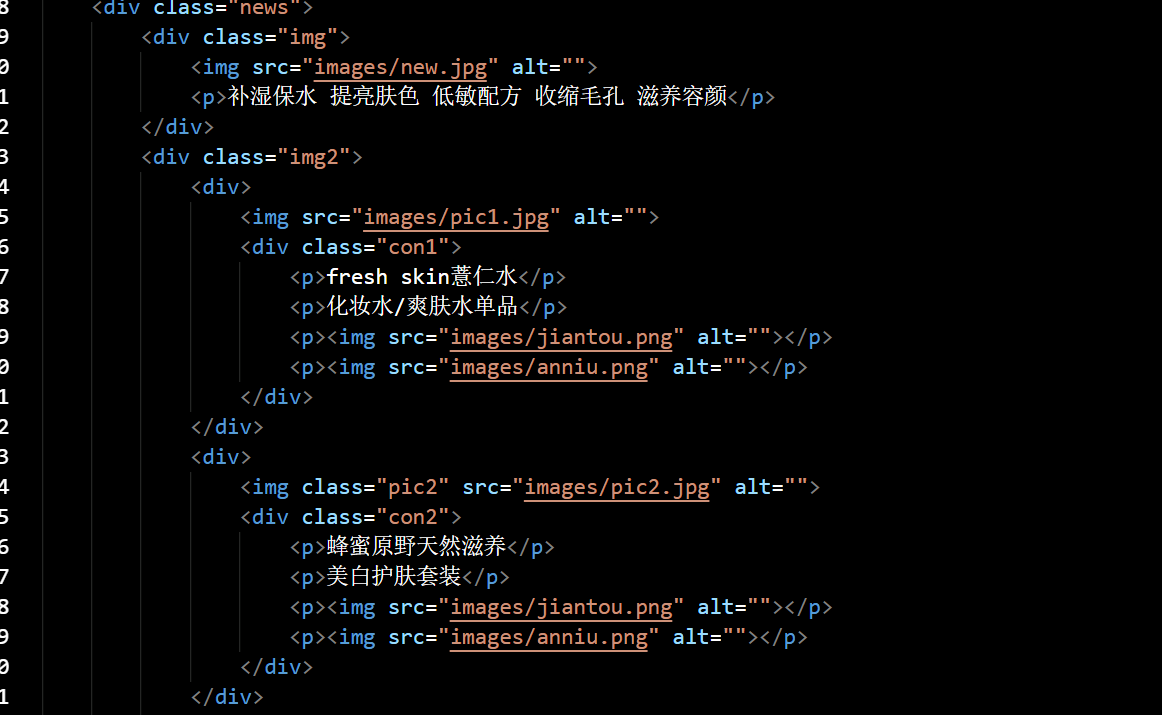 8 <div class="news">
9 <div class="img">
0 <img src="images/new.jpg" alt="">
1 <p>补湿保水 提亮肤色 低敏配方 收缩毛孔 滋养容颜</p>
2 </div>
3 <div class="img2">
4 <div>
5 <img src="images/pic1.jpg" alt="">
6 <div class="con1">
7 <p>fresh skin薏仁水</p>
8 <p>化妆水/爽肤水单品</p>
9 <p><img src="images/jiantou.png" alt=""></p>
0 <p><img src="images/anniu.png" alt=""></p>
1 </div>
2 </div>
3 <div>
4 <img class="pic2" src="images/pic2.jpg" alt="">
5 <div class="con2">
6 <p>蜂蜜原野天然滋养</p>
7 <p>美白护肤套装</p>
8 <p><img src="images/jiantou.png" alt=""></p>
9 <p><img src="images/anniu.png" alt=""></p>
0 </div>
1 </div>